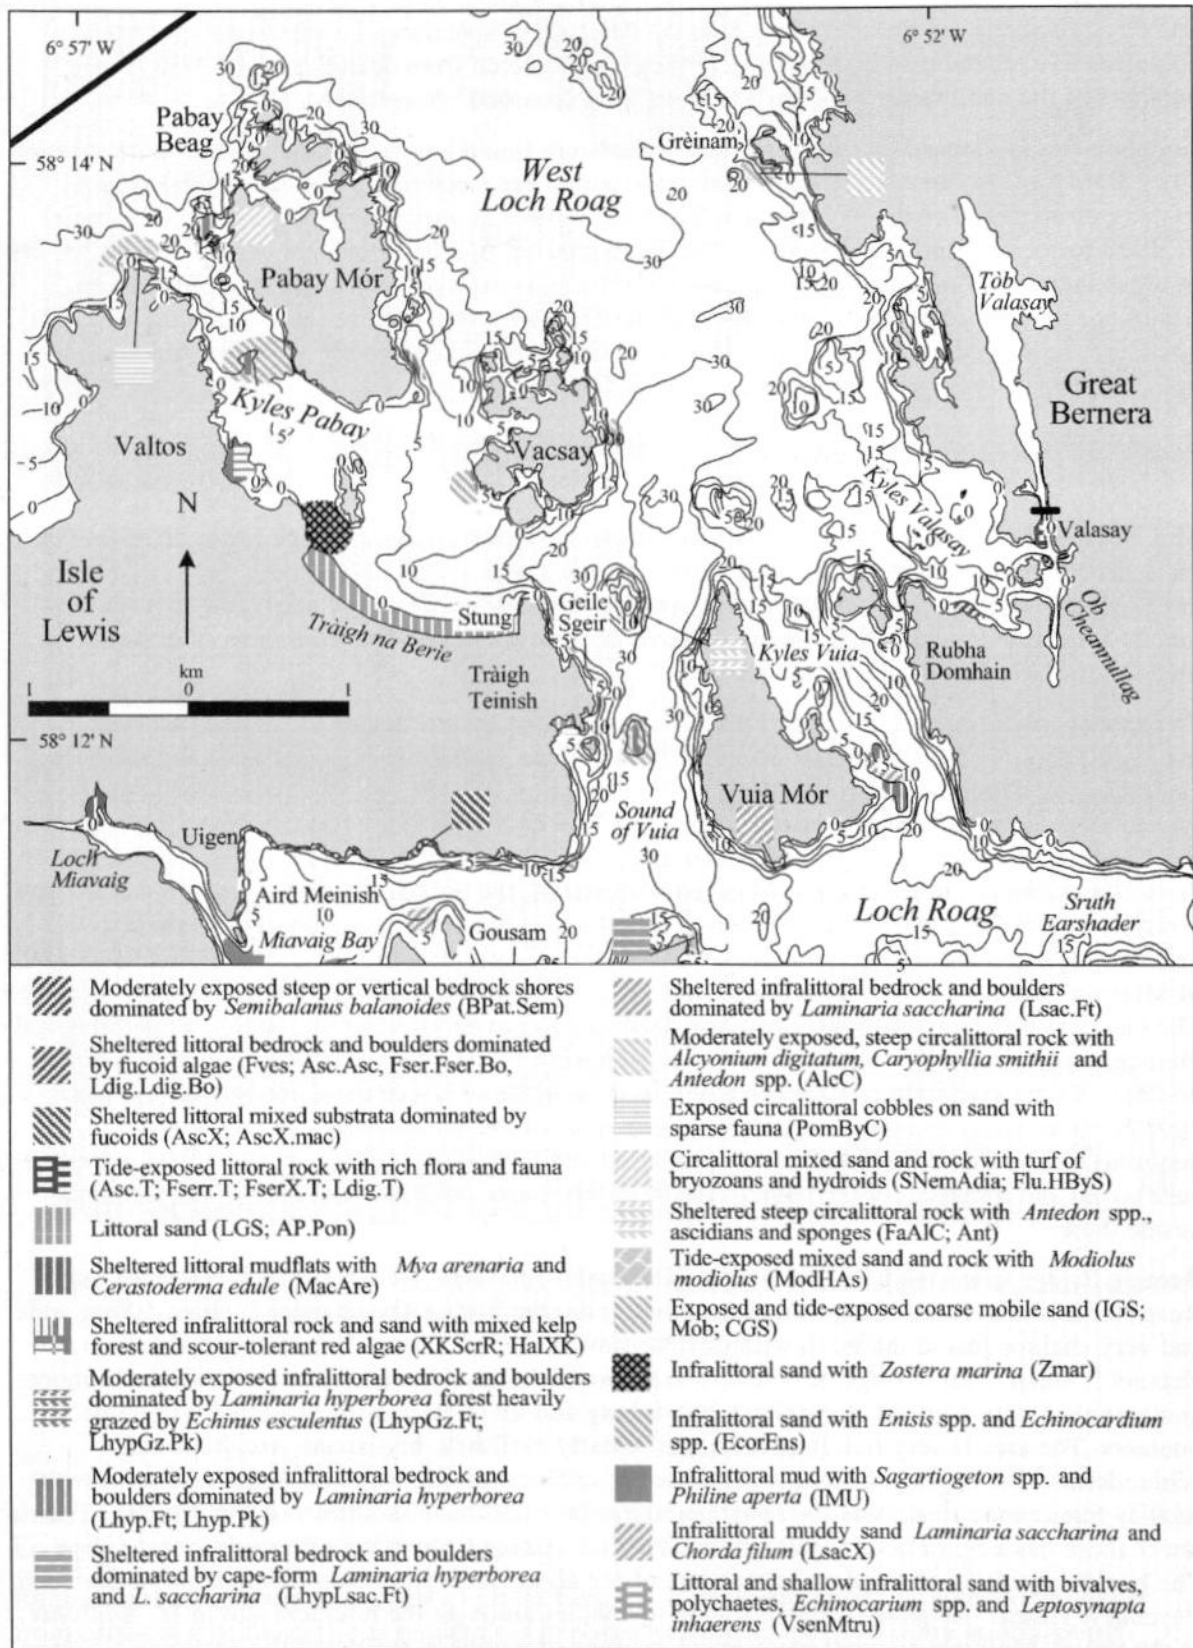 6° 57' W
6° 52' W
Pabay
Beag
58° 14' N
West
Loch Roag
Grèinam
Pabay Mór
Tòb
Valasay
Great
Bernera
Kyles Pabay
Valtos
Vacsay
Kyles Valasay
Valasay
N
Isle
of
Lewis
Stung
Tràigh na Berie
Geile
Sgeir
Kyles Vuia
Ob
Cheannullag
Rubha
Domhain
km
1 0 1
Tràigh
Teinish
58° 12' N
Sound
of Vuia
Vuia Mór
Uigen
Loch
Miavaig
Aird Meinish
Miavaig Bay
Gousam
Loch Roag
Sruth
Earshader
Moderately exposed steep or vertical bedrock shores
dominated by Semibalanus balanoides (BPat.Sem)
Sheltered littoral bedrock and boulders dominated
by fucoid algae (Fves; Asc.Asc, Fser.Fser.Bo,
Ldig.Ldig.Bo)
Sheltered littoral mixed substrata dominated by
fucoids (AscX; AscX.mac)
Tide-exposed littoral rock with rich flora and fauna
(Asc.T; Fserr.T; FserX.T; Ldig.T)
Littoral sand (LGS; AP.Pon)
Sheltered littoral mudflats with Mya arenaria and
Cerastoderma edule (MacAre)
Sheltered infralittoral rock and sand with mixed kelp
forest and scour-tolerant red algae (XKScrR; HalXK)
Moderately exposed infralittoral bedrock and boulders
dominated by Laminaria hyperborea forest heavily
grazed by Echinus esculentus (LhypGz.Ft;
LhypGz.Pk)
Moderately exposed infralittoral bedrock and
boulders dominated by Laminaria hyperborea
(Lhyp.Ft; Lhyp.Pk)
Sheltered infralittoral bedrock and boulders
dominated by cape-form Laminaria hyperborea
and L. saccharina (LhypLsac.Ft)
Sheltered infralittoral bedrock and boulders
dominated by Laminaria saccharina (Lsac.Ft)
Moderately exposed, steep circalittoral rock with
Alcyonium digitatum, Caryophyllia smithii and
Antedon spp. (AlcC)
Exposed circalittoral cobbles on sand with
sparse fauna (PomByC)
Circalittoral mixed sand and rock with turf of
bryozoans and hydroids (SNemAdia; Flu.HByS)
Sheltered steep circalittoral rock with Antedon spp.,
ascidians and sponges (FaAlC; Ant)
Tide-exposed mixed sand and rock with Modiolus
modiolus (ModHAs)
Exposed and tide-exposed coarse mobile sand (IGS;
Mob; CGS)
Infralittoral sand with Zostera marina (Zmar)
Infralittoral sand with Enisis spp. and Echinocardium
spp. (EcorEns)
Infralittoral mud with Sagartiogeton spp. and
Philine aperta (IMU)
Infralittoral muddy sand Laminaria saccharina and
Chorda filum (LsacX)
Littoral and shallow infralittoral sand with bivalves,
polychaetes, Echinocarium spp. and Leptosynapta
inhaerens (VsenMtru)